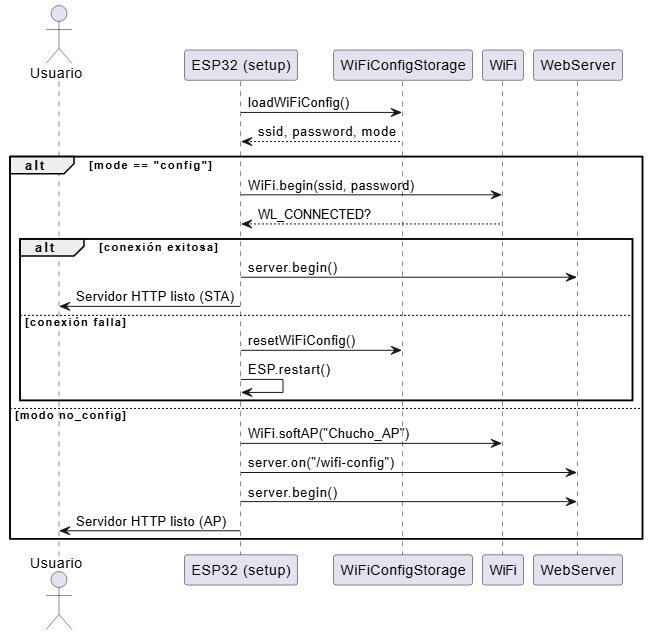 Usuario
ESP32 (setup)
WiFiConfigStorage
WiFi
WebServer
loadWiFiConfig()
ssid, password, mode
alt
[mode == "config"]
WiFi.begin(ssid, password)
WL_CONNECTED?
alt
[conexión exitosa]
server.begin()
Servidor HTTP listo (STA)
[conexión falla]
resetWiFiConfig()
ESP.restart()
[modo no_config]
WiFi.softAP("Chucho_AP")
server.on("/wifi-config")
server.begin()
Servidor HTTP listo (AP)
Usuario
ESP32 (setup)
WiFiConfigStorage
WiFi
WebServer